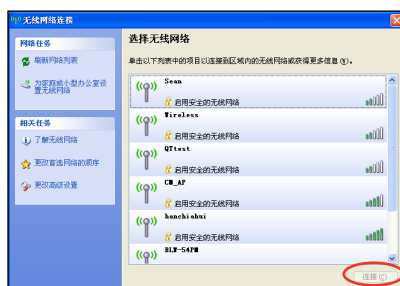 无线网络连接
网络任务
刷新网络列表
为家庭或小型办公室设
置无线网络
相关任务
了解无线网络
更改首选网络的顺序
更改高级设置
选择无线网络
单击以下列表中的项目以连接到区域内的无线网络或获得更多信息(W)。
Sean
启用安全的无线网络
Wireless
启用安全的无线网络
QTtest
启用安全的无线网络
CM_AP
启用安全的无线网络
hanchiahui
启用安全的无线网络
BLW-54PM
连接(C)